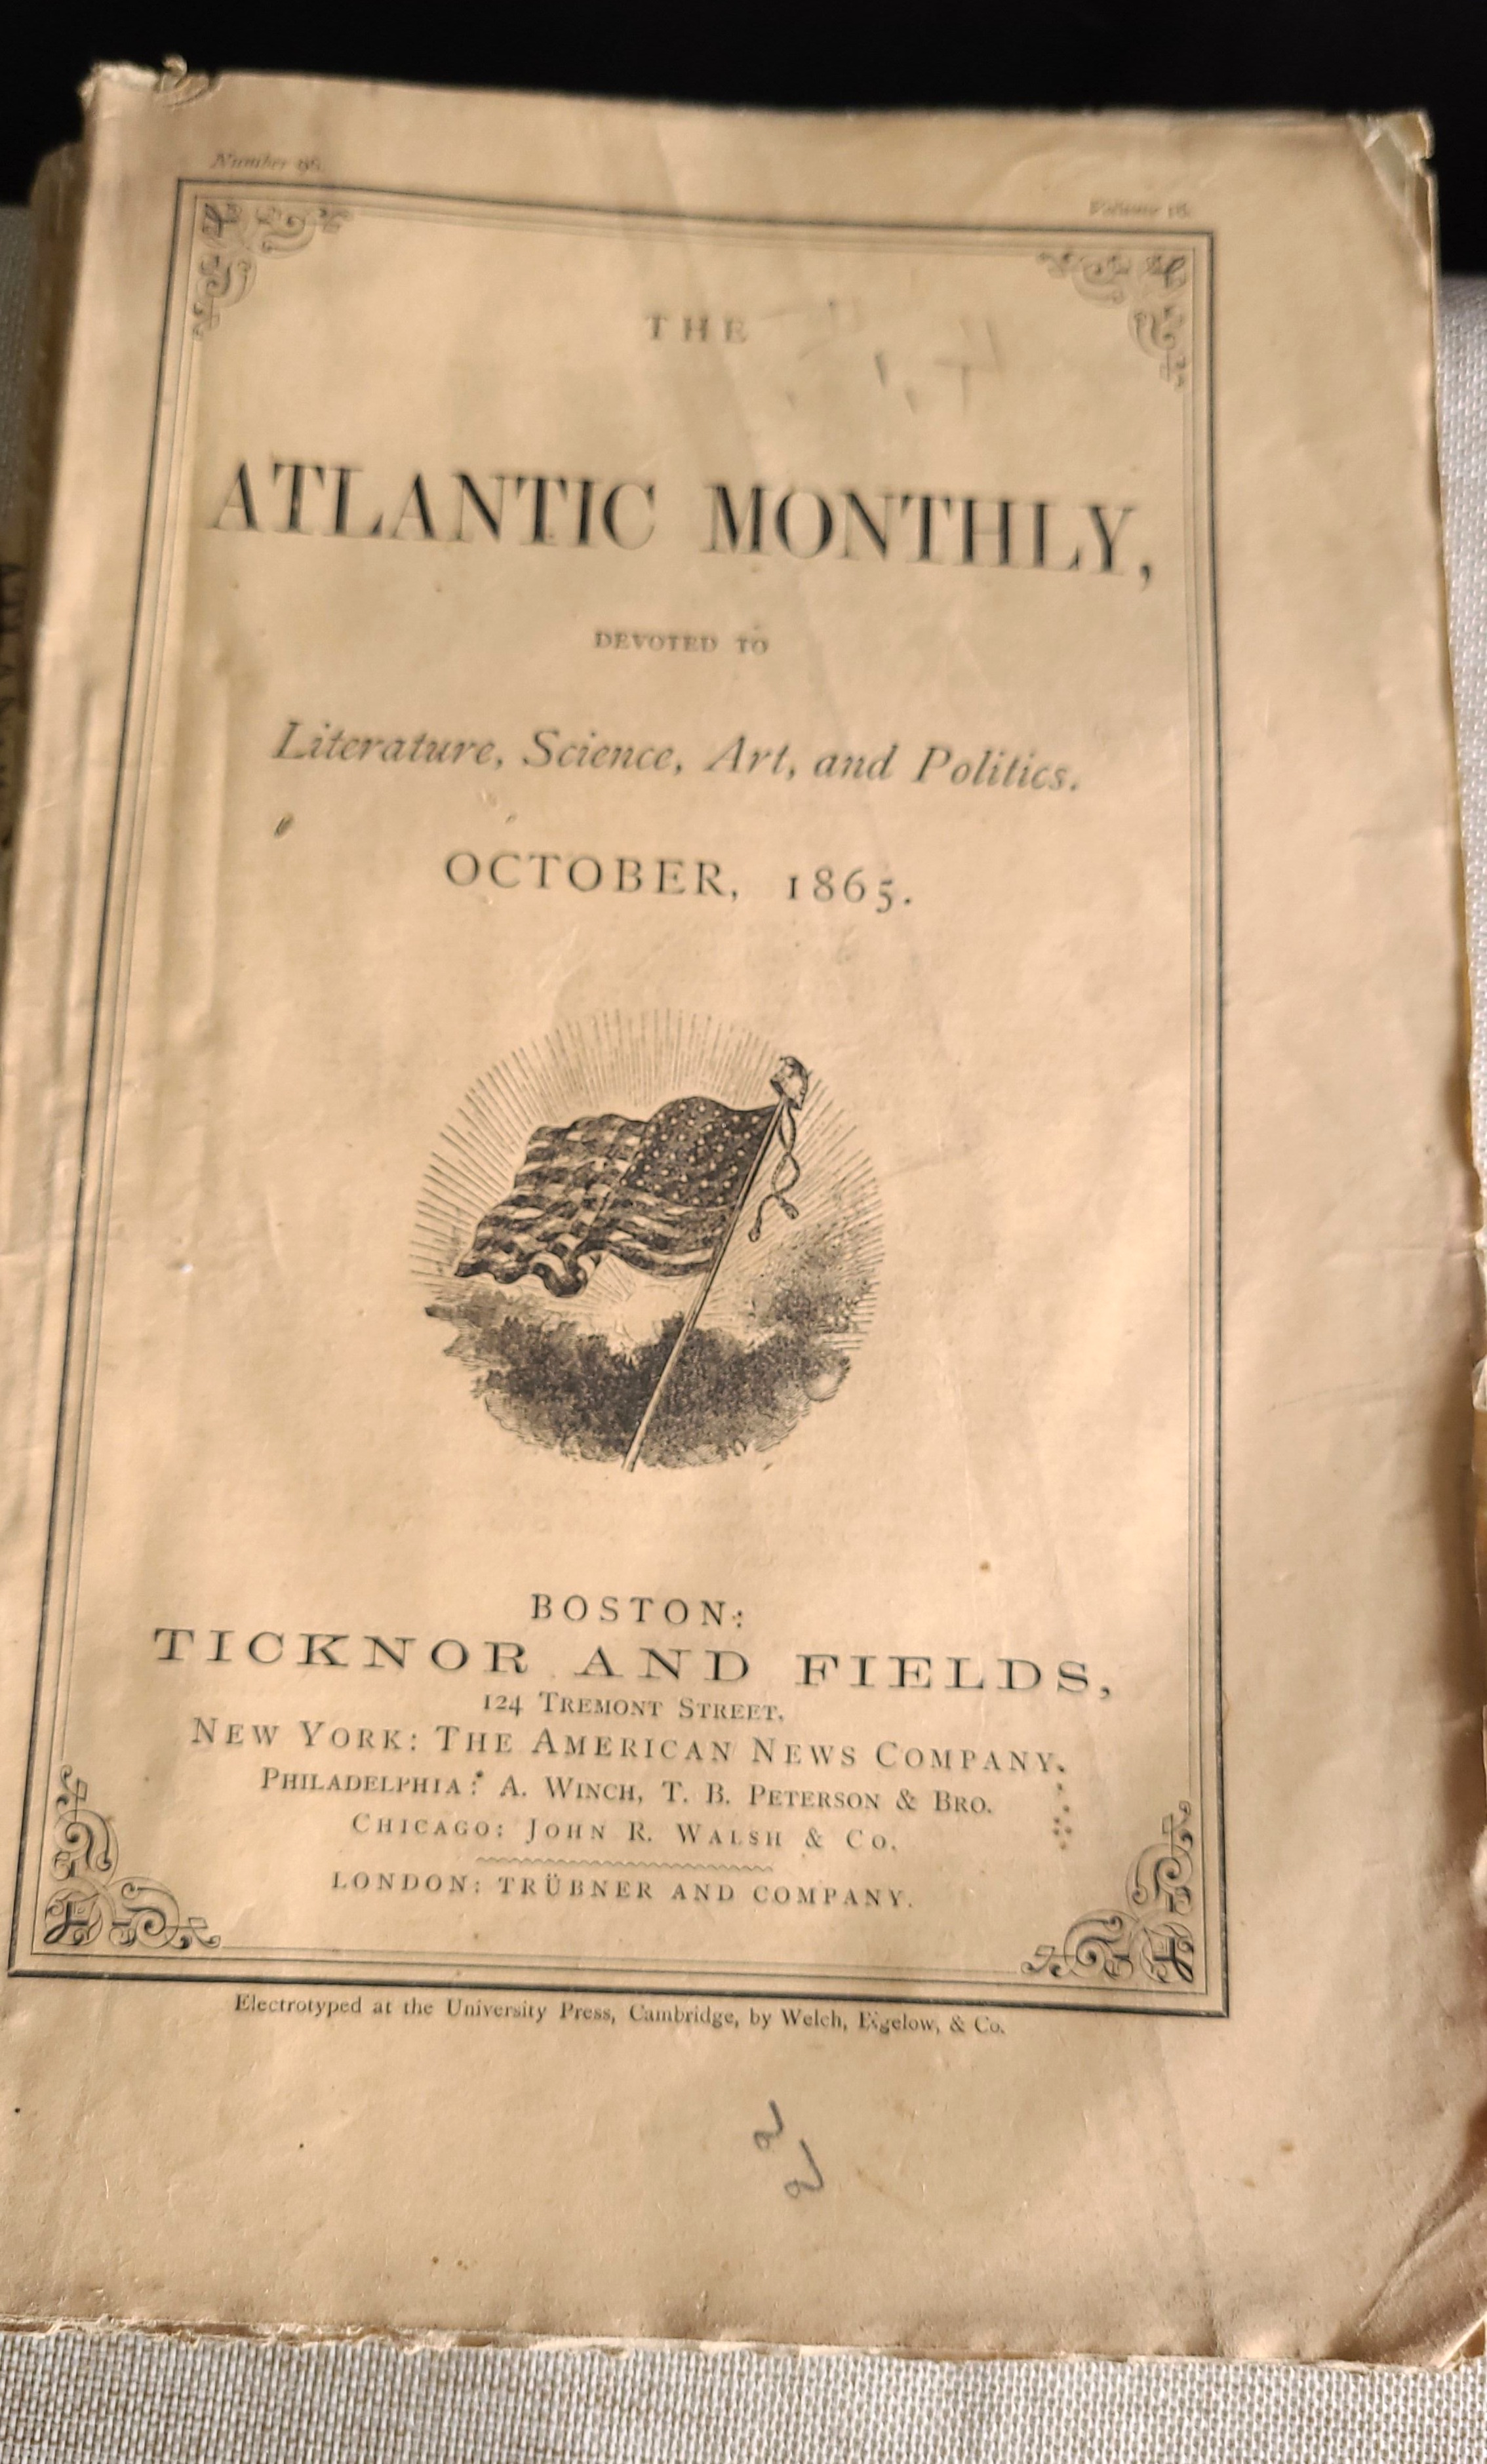 Number 96.
Volume 16.
THE
ATLANTIC MONTHLY,
DEVOTED TO
Literature, Science, Art, and Politics.
OCTOBER, 1865.
BOSTON:
TICKNOR AND FIELDS,
124 TREMONT STREET.
NEW YORK: THE AMERICAN NEWS COMPANY.
PHILADELPHIA: A. WINCH, T. B. PETERSON & BRO.
CHICAGO: JOHN R. WALSH & CO.
LONDON: TRÜBNER AND COMPANY.
Electrotyped at the University Press, Cambridge, by Welch, Bigelow, & Co.